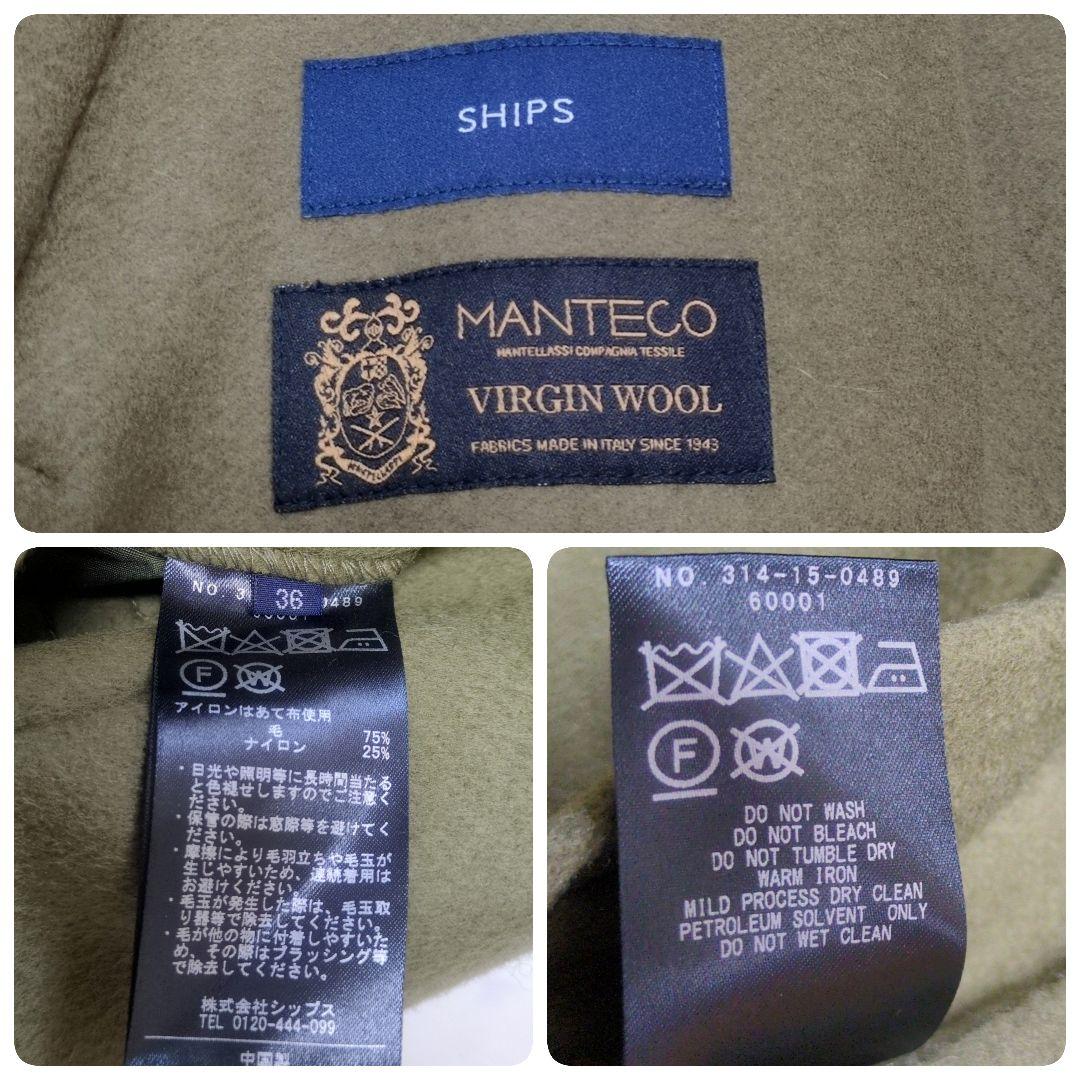 SHIPS
MANTECO
MANTELLASSI COMPAGNIA TESSILE
VIRGIN WOOL
FABRICS MADE IN ITALY SINCE 1943
MANTELLASSI
NO 3
36
0489
60001
F
W
アイロンはあて布使用
毛 75%
ナイロン 25%
・日光や照明等に長時間当たる
と色褪せしますのでご注意く
ださい。
・保管の際は窓際等を避けてく
ださい。
・摩擦により毛羽立ちや毛玉が
生じやすいため、連続着用は
お避けください。
・毛玉が発生した際は、毛玉取
り器等で除去してください。
・毛が他の物に付着しやすいた
め、その際はブラッシング等
で除去してください。
株式会社シップス
TEL 0120-444-099
中国製
NO. 314-15-0489
60001
F
W
DO NOT WASH
DO NOT BLEACH
DO NOT TUMBLE DRY
WARM IRON
MILD PROCESS DRY CLEAN
PETROLEUM SOLVENT ONLY
DO NOT WET CLEAN